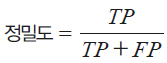 정밀도 = TP / TP + FP